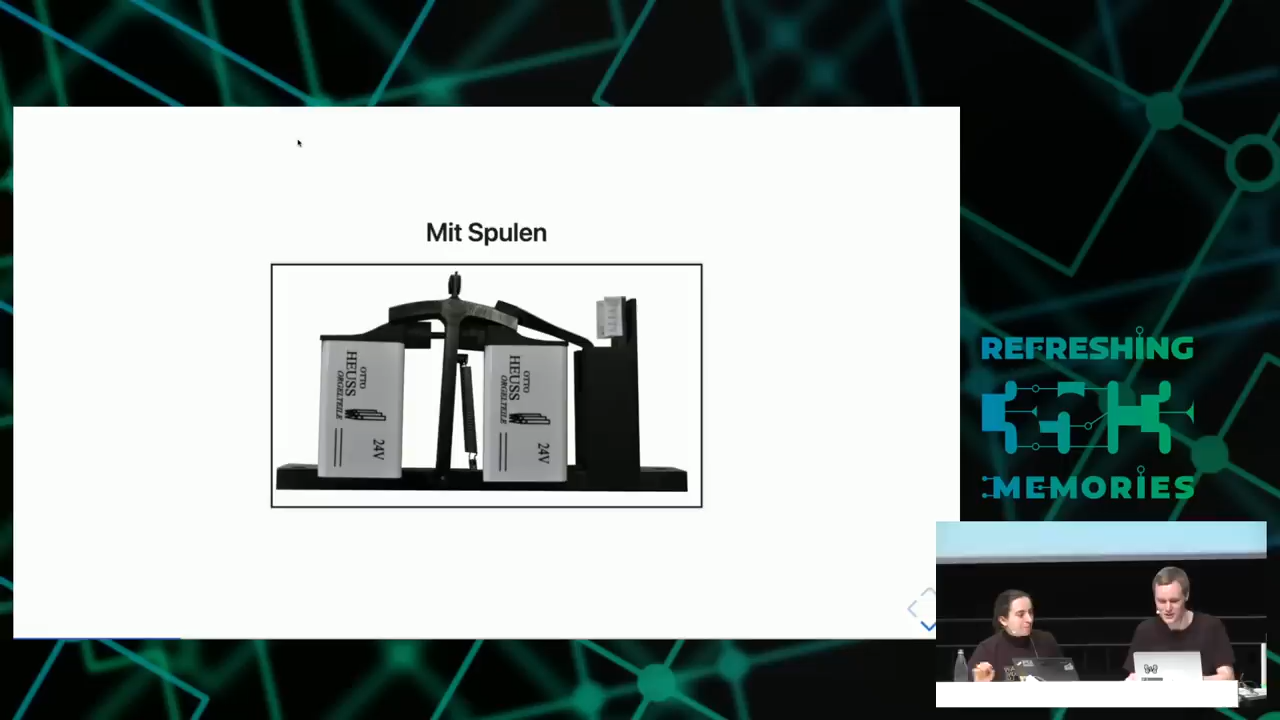 Mit Spulen
OTTO
HEUSS
ORGELTEILE
24V
OTTO
HEUSS
ORGELTEILE
24V
REFRESHING
MEMORIES